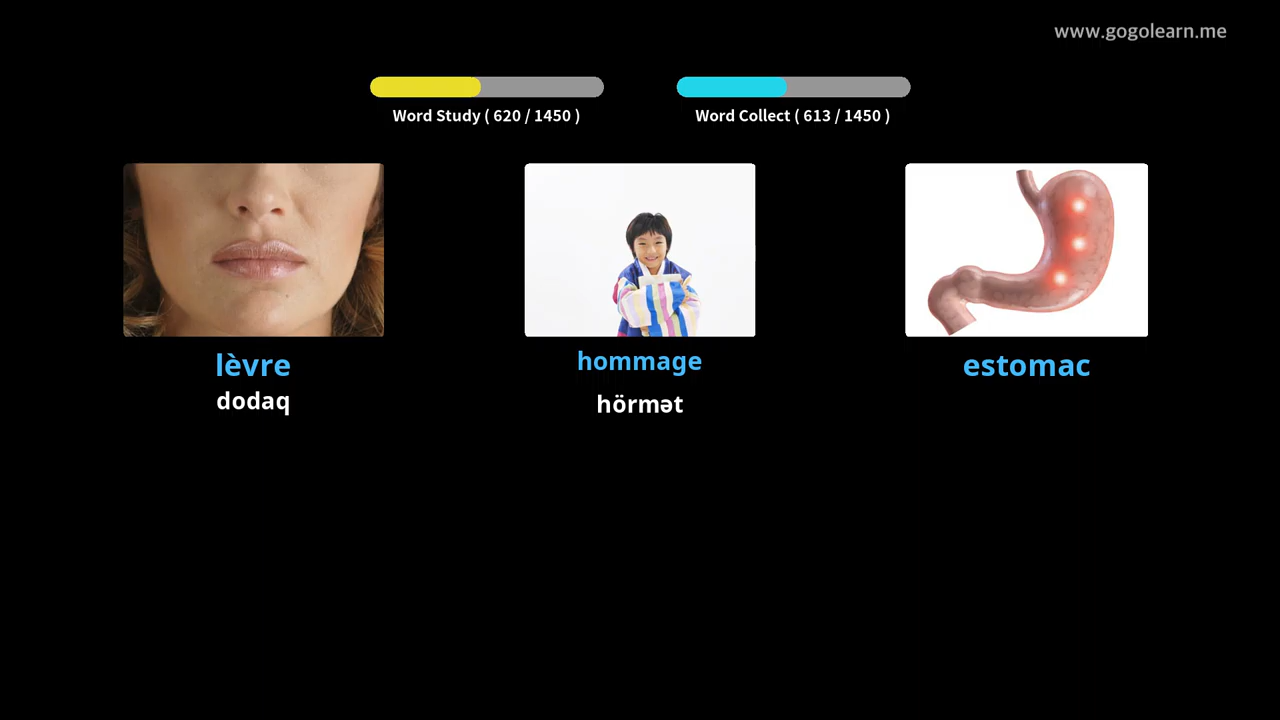 www.gogolearn.me
Word Study ( 620 / 1450 )
Word Collect ( 613 / 1450 )
lèvre
dodaq
hommage
hörmət
estomac